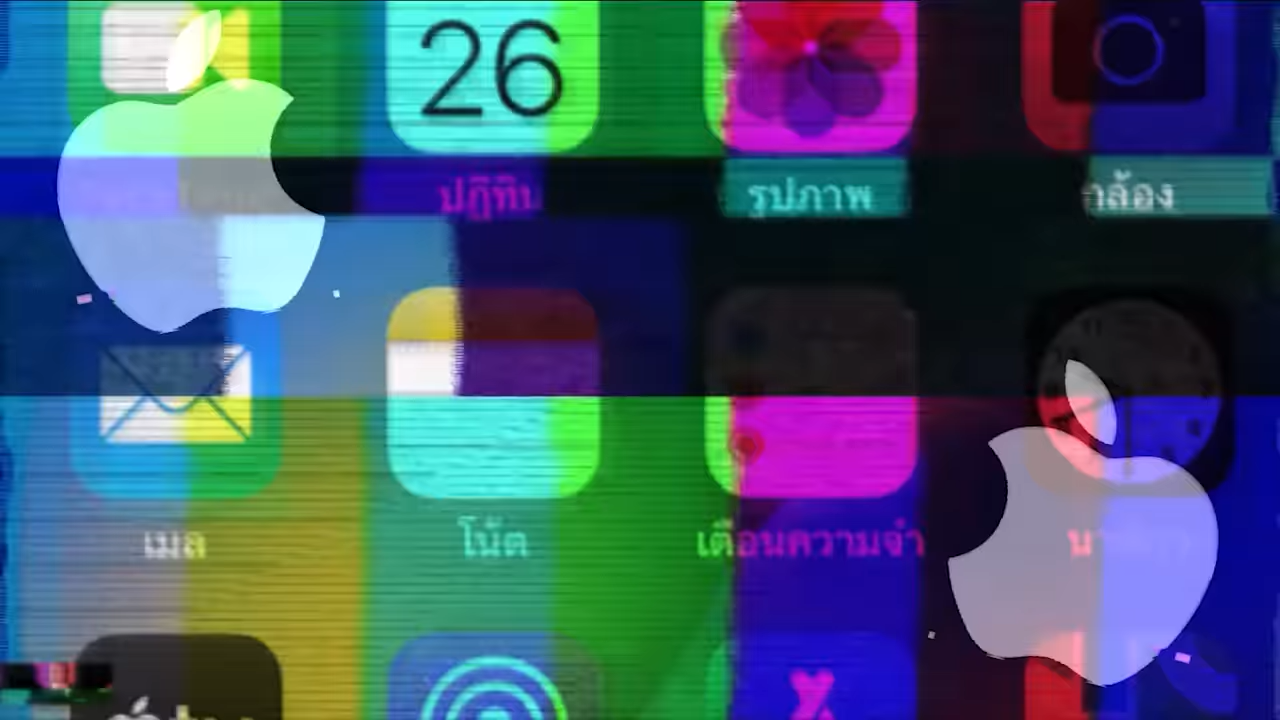 26
ปฏิทิน รูปภาพ กล้อง
เมล โน้ต เตือนความจำ